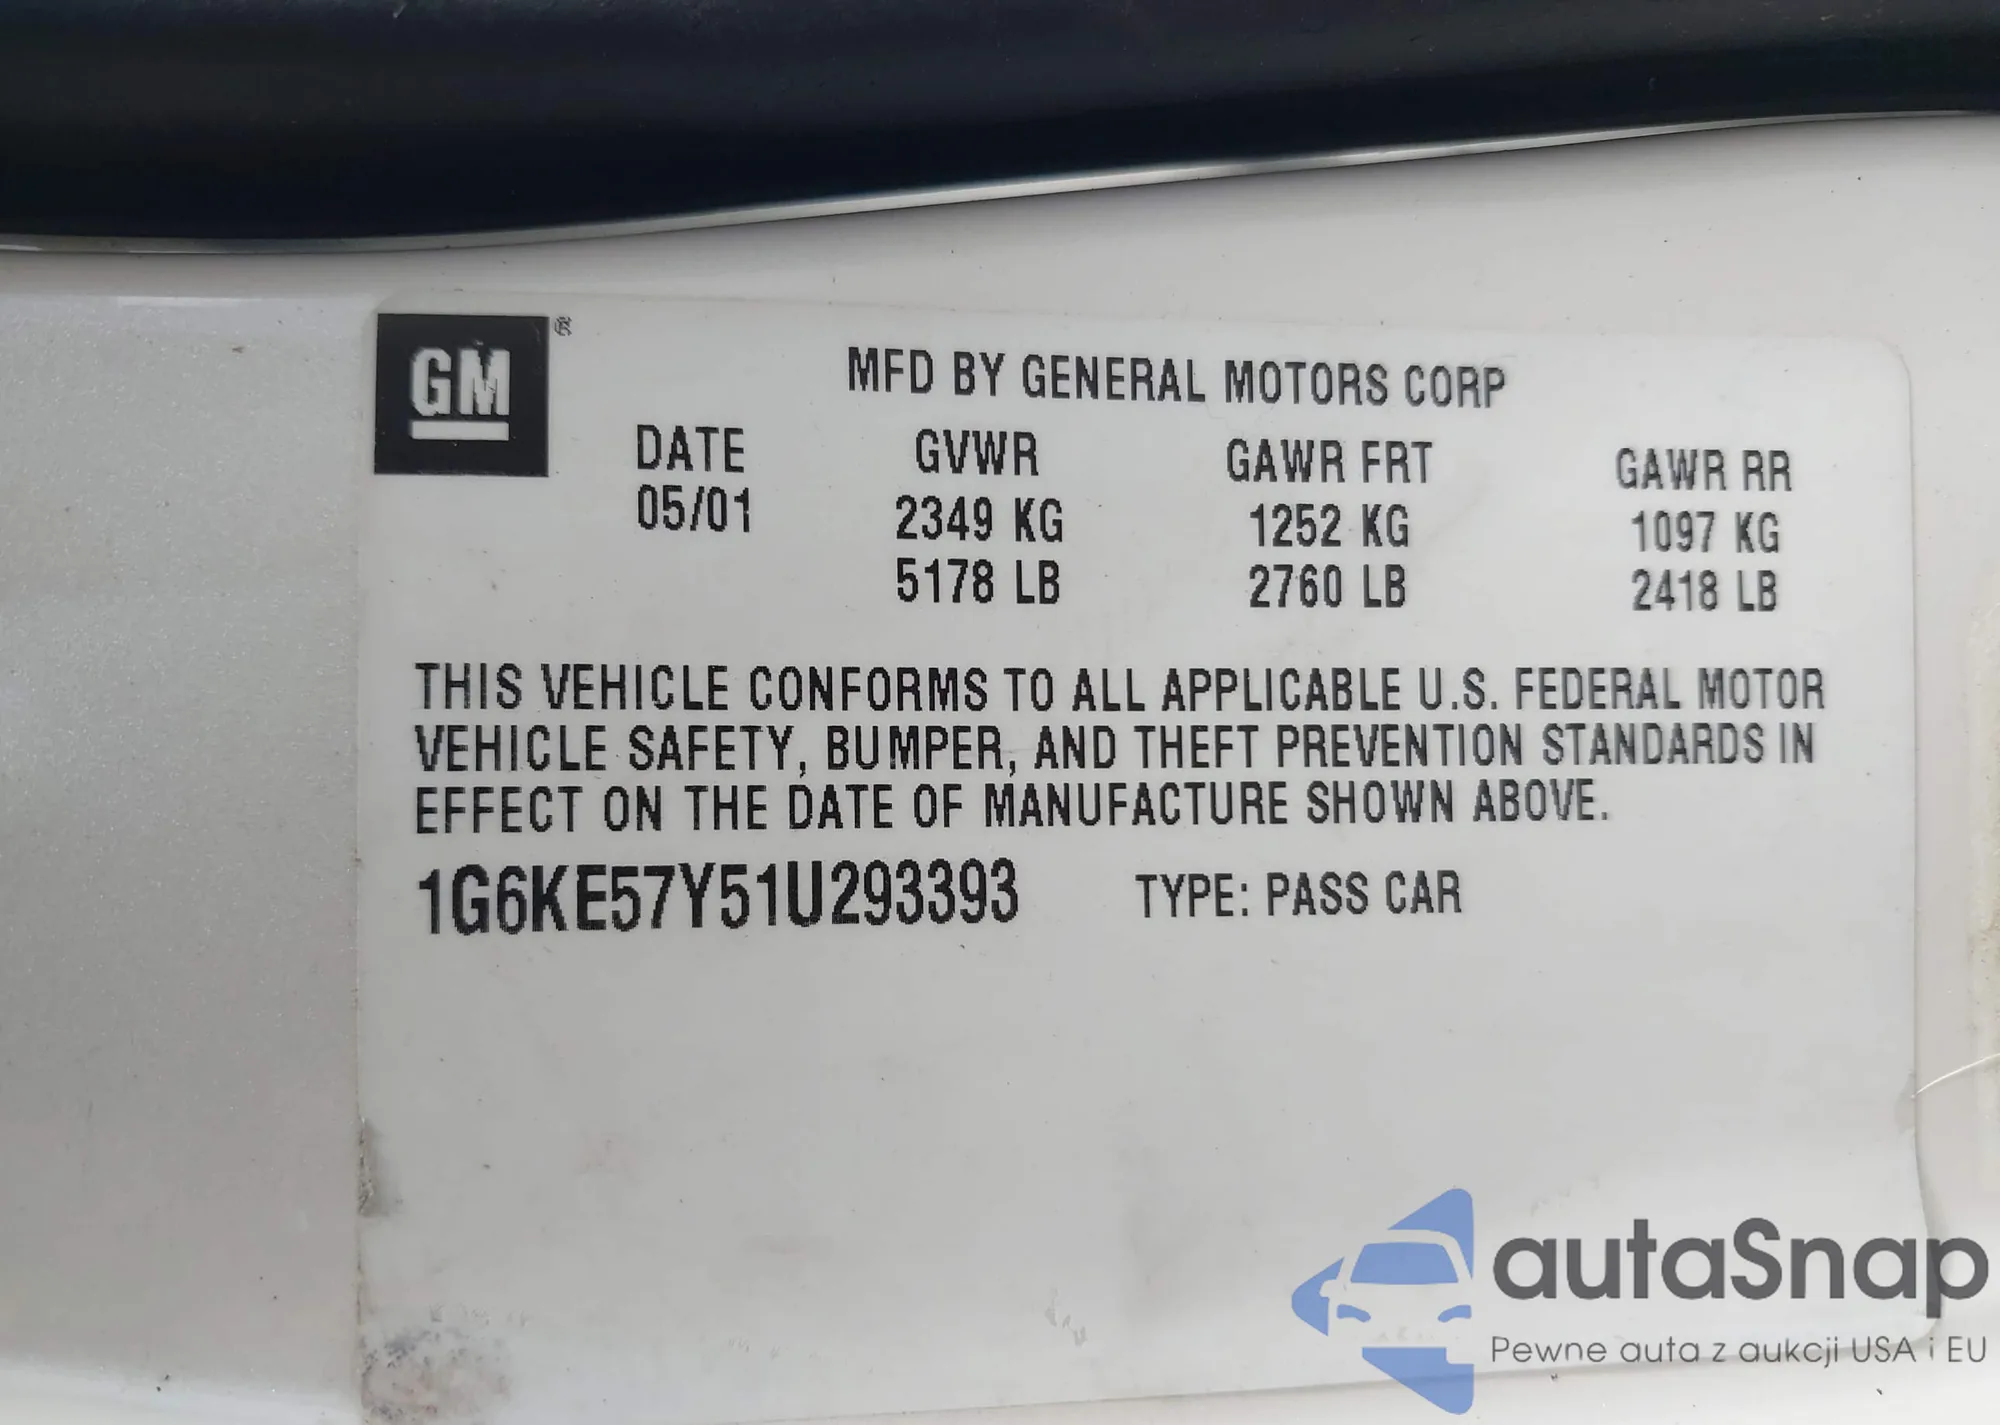 GM ®
MFD BY GENERAL MOTORS CORP
DATE GVWR GAWR FRT GAWR RR
05/01 2349 KG 1252 KG 1097 KG
5178 LB 2760 LB 2418 LB
THIS VEHICLE CONFORMS TO ALL APPLICABLE U.S. FEDERAL MOTOR
VEHICLE SAFETY, BUMPER, AND THEFT PREVENTION STANDARDS IN
EFFECT ON THE DATE OF MANUFACTURE SHOWN ABOVE.
1G6KE57Y51U293393 TYPE: PASS CAR
autaSnap
Pewne auta z aukcji USA i EU